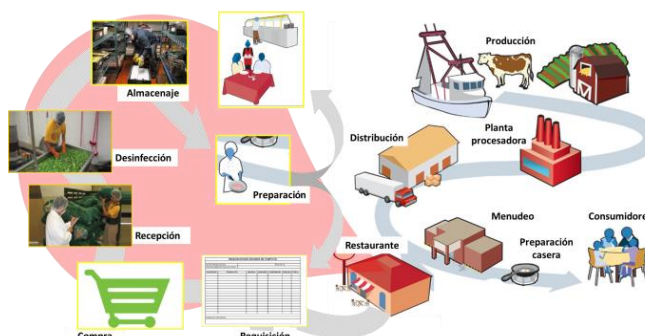 Almacenaje
Desinfección
Preparación
Recepción
Compra
Requisición
Producción
Planta
procesadora
Distribución
Menudeo
Preparación
casera
Consumidores
Restaurante